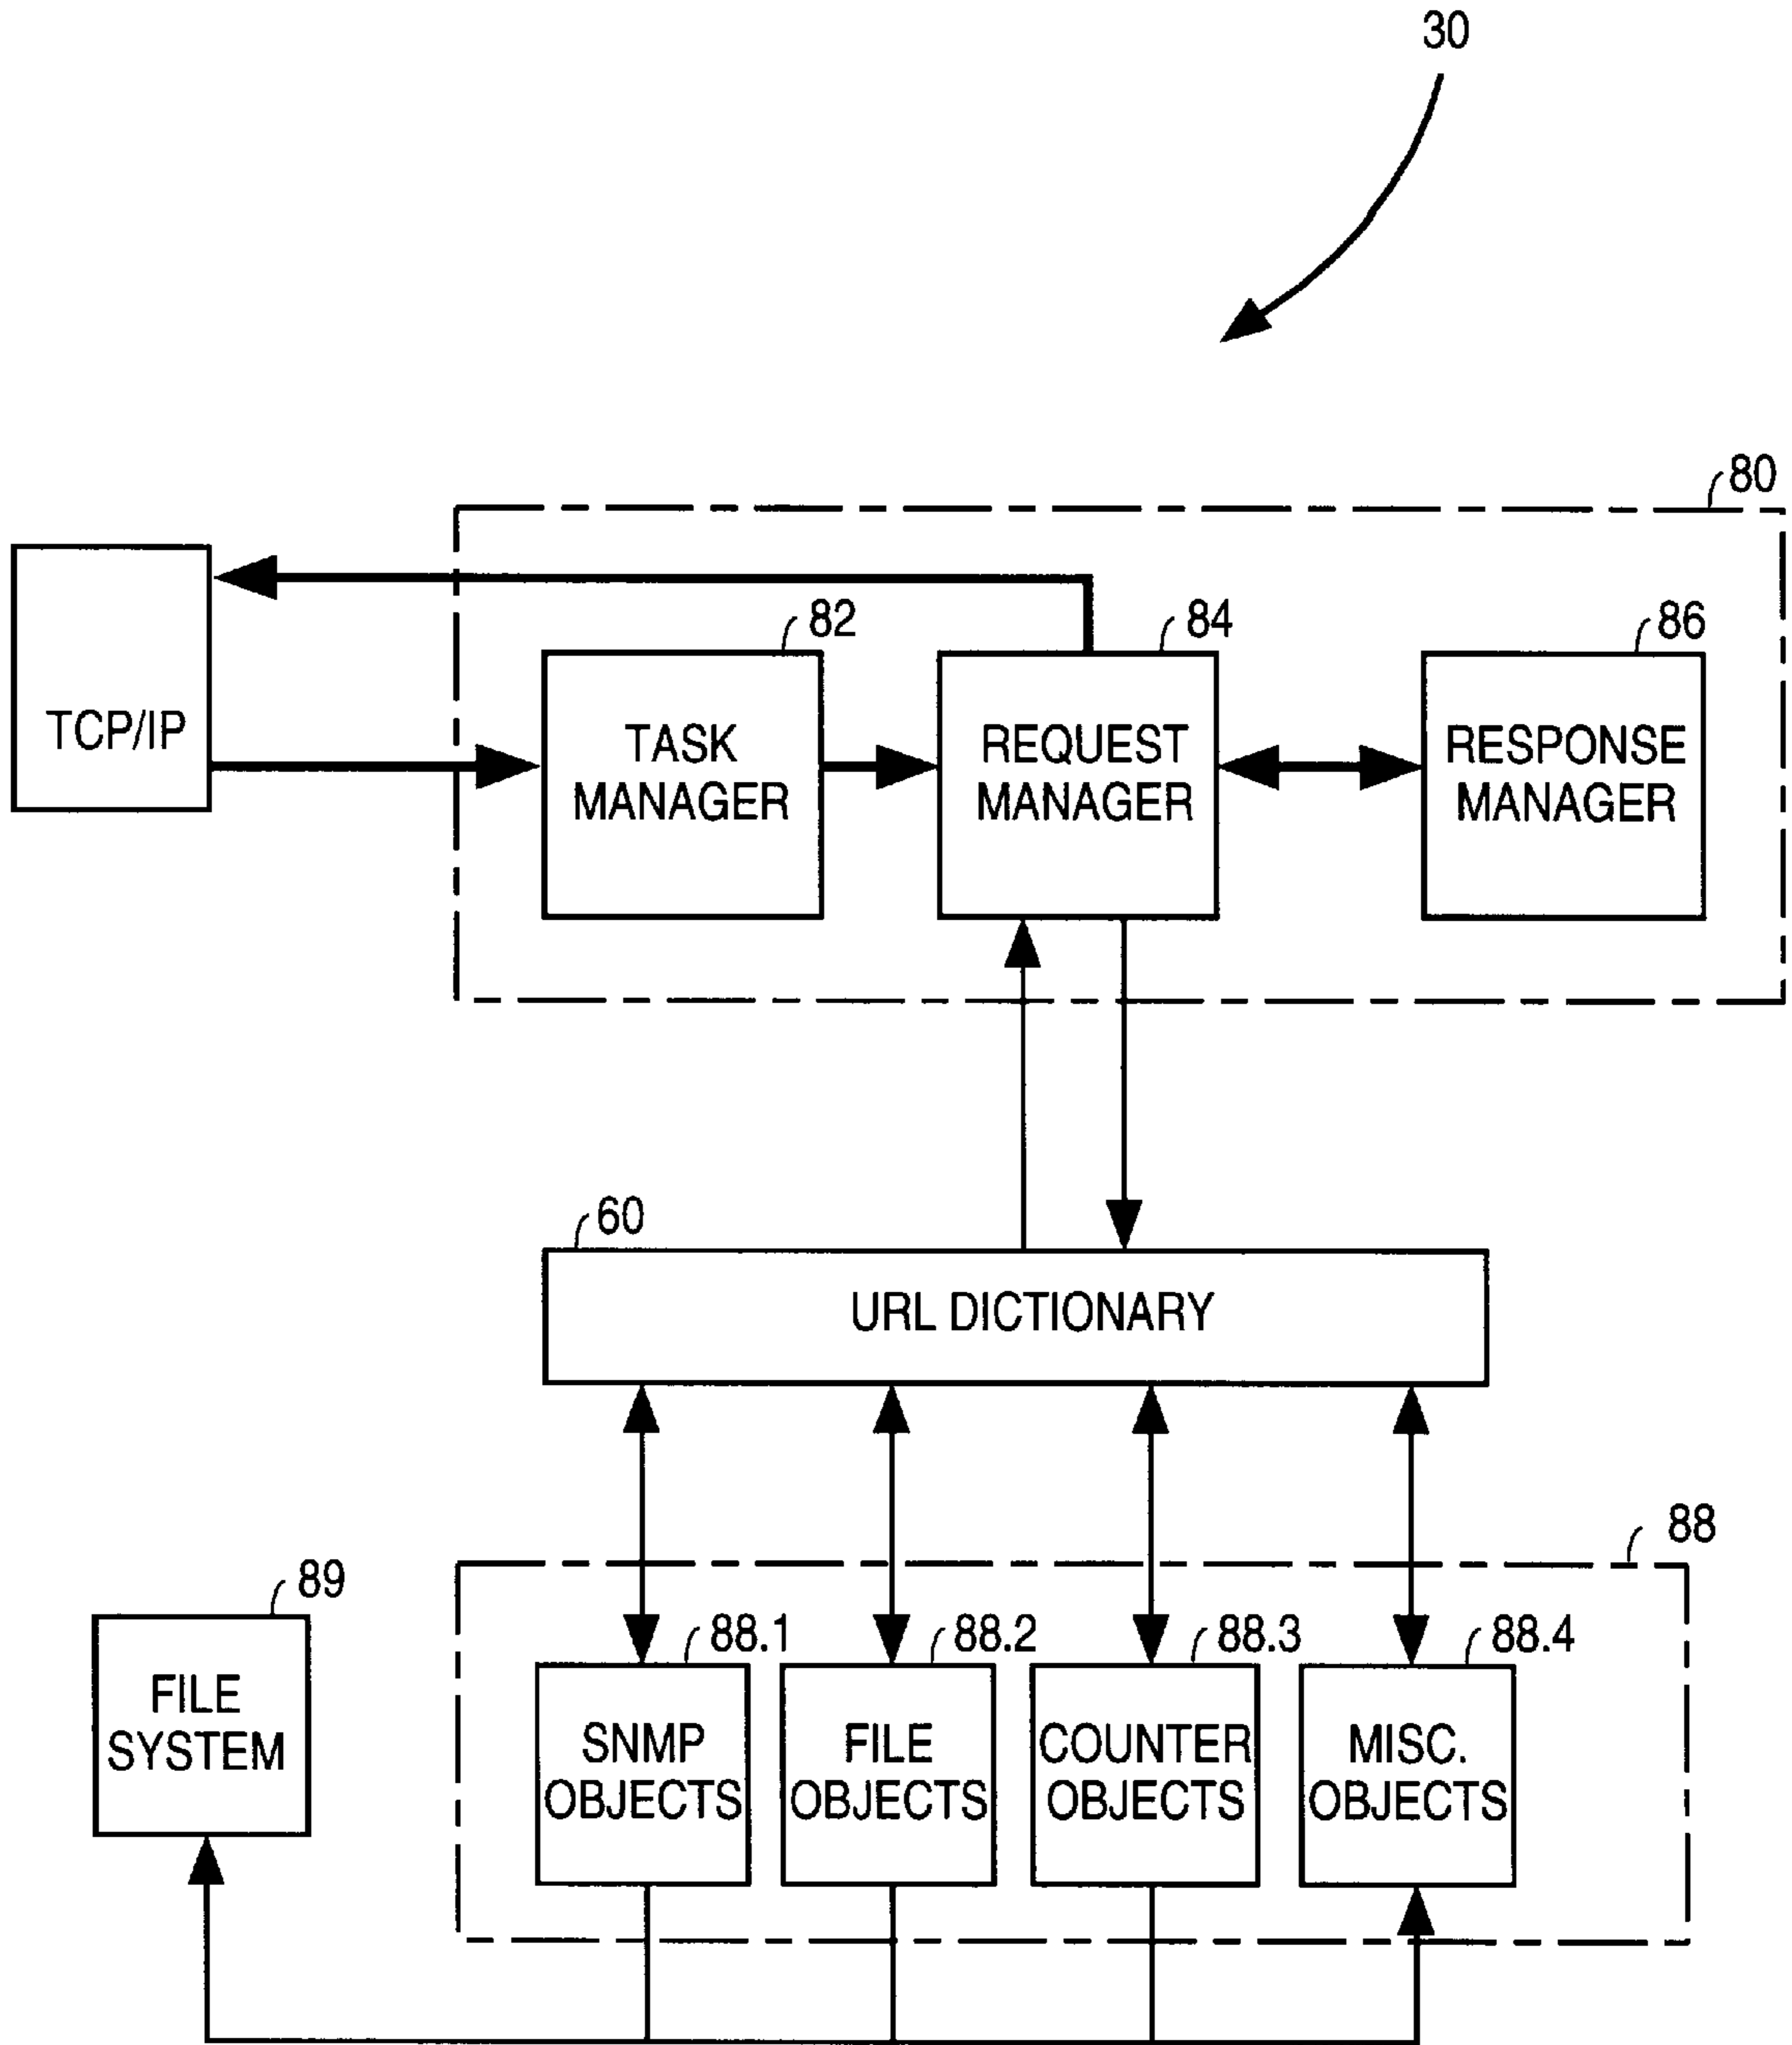 30
80
82
84
86
TCP/IP
TASK
MANAGER
REQUEST
MANAGER
RESPONSE
MANAGER
60
URL DICTIONARY
88
89
FILE
SYSTEM
88.1
88.2
88.3
88.4
SNMP
OBJECTS
FILE
OBJECTS
COUNTER
OBJECTS
MISC.
OBJECTS